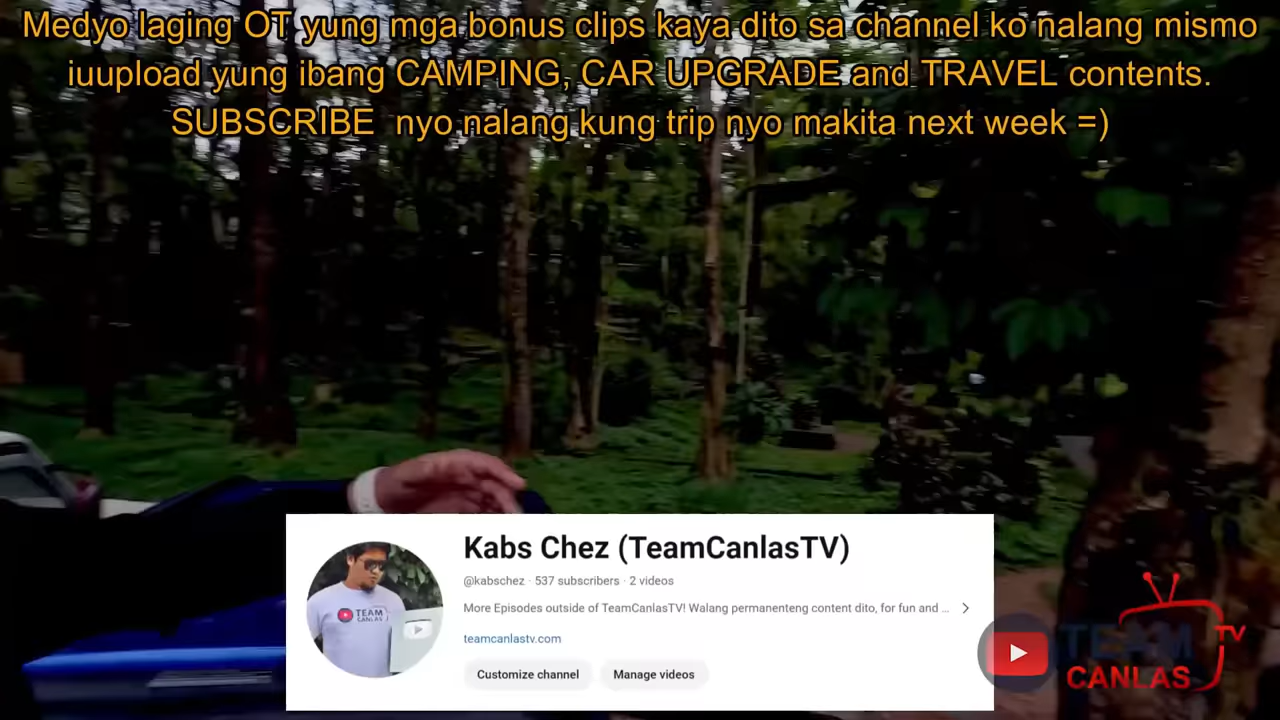 Medyo laging OT yung mga bonus clips kaya dito sa channel ko nalang mismo
iuupload yung ibang CAMPING, CAR UPGRADE and TRAVEL contents.
SUBSCRIBE  nyo nalang kung trip nyo makita next week =)
Kabs Chez (TeamCanlasTV)
@kabschez · 537 subscribers · 2 videos
More Episodes outside of TeamCanlasTV! Walang permanenteng content dito, for fun and ...
teamcanlastv.com
Customize channel Manage videos
TEAM
CANLAS
TEAM TV
CANLAS